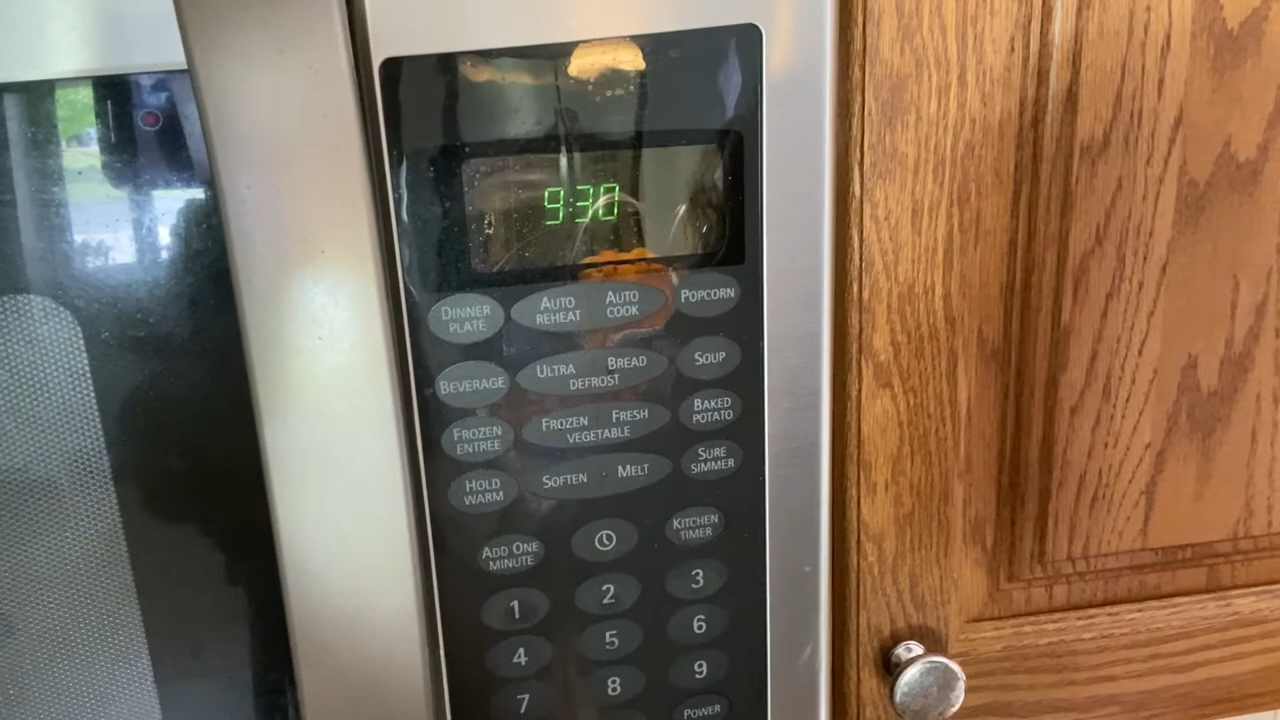 9:30
DINNER PLATE
AUTO REHEAT
AUTO COOK
POPCORN
BEVERAGE
ULTRA BREAD
DEFROST
SOUP
FROZEN ENTREE
FROZEN FRESH
VEGETABLE
BAKED POTATO
HOLD WARM
SOFTEN MELT
SURE SIMMER
ADD ONE MINUTE
KITCHEN TIMER
1 2 3
4 5 6
7 8 9
POWER